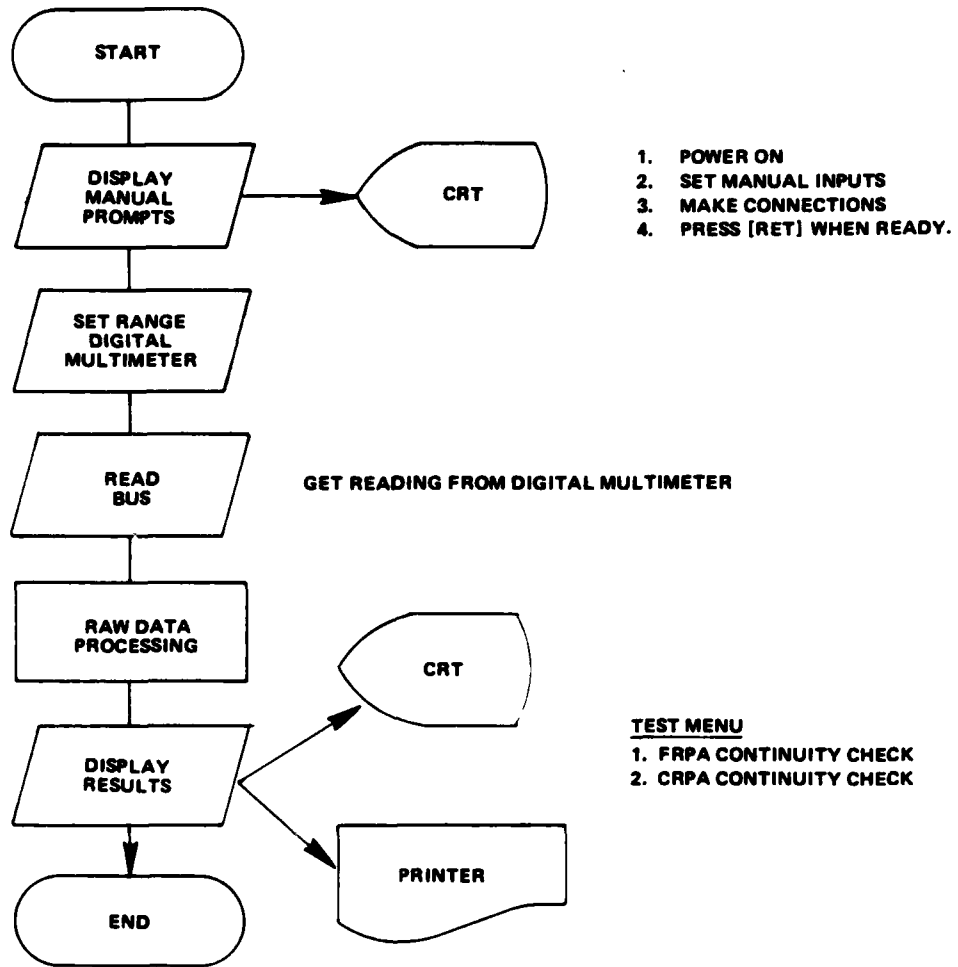 START
DISPLAY
MANUAL
PROMPTS
CRT
1. POWER ON
2. SET MANUAL INPUTS
3. MAKE CONNECTIONS
4. PRESS [RET] WHEN READY.
SET RANGE
DIGITAL
MULTIMETER
READ
BUS
GET READING FROM DIGITAL MULTIMETER
RAW DATA
PROCESSING
CRT
DISPLAY
RESULTS
TEST MENU
1. FRPA CONTINUITY CHECK
2. CRPA CONTINUITY CHECK
PRINTER
END